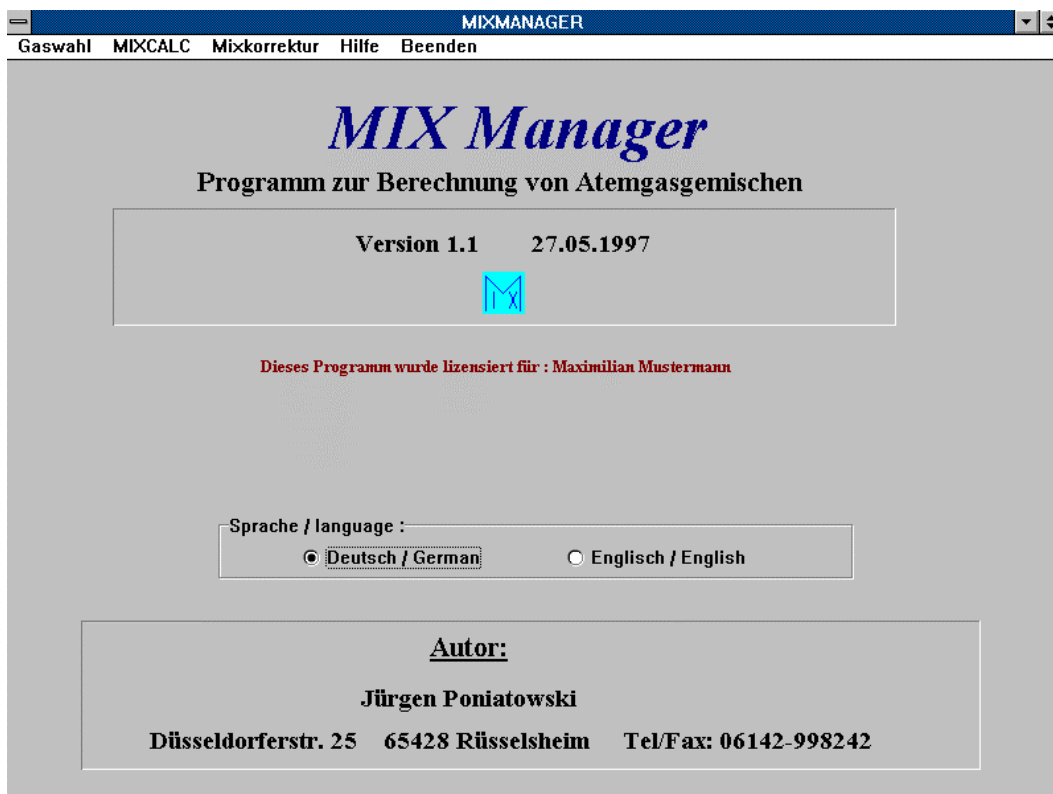 MIXMANAGER
Gaswahl MIXCALC Mixkorrektur Hilfe Beenden
MIX Manager
Programm zur Berechnung von Atemgasgemischen
Version 1.1 27.05.1997
MIX
Dieses Programm wurde lizensiert für : Maximilian Mustermann
Sprache / language :
Deutsch / German Englisch / English
Autor:
Jürgen Poniatowski
Düsseldorferstr. 25 65428 Rüsselsheim Tel/Fax: 06142-998242